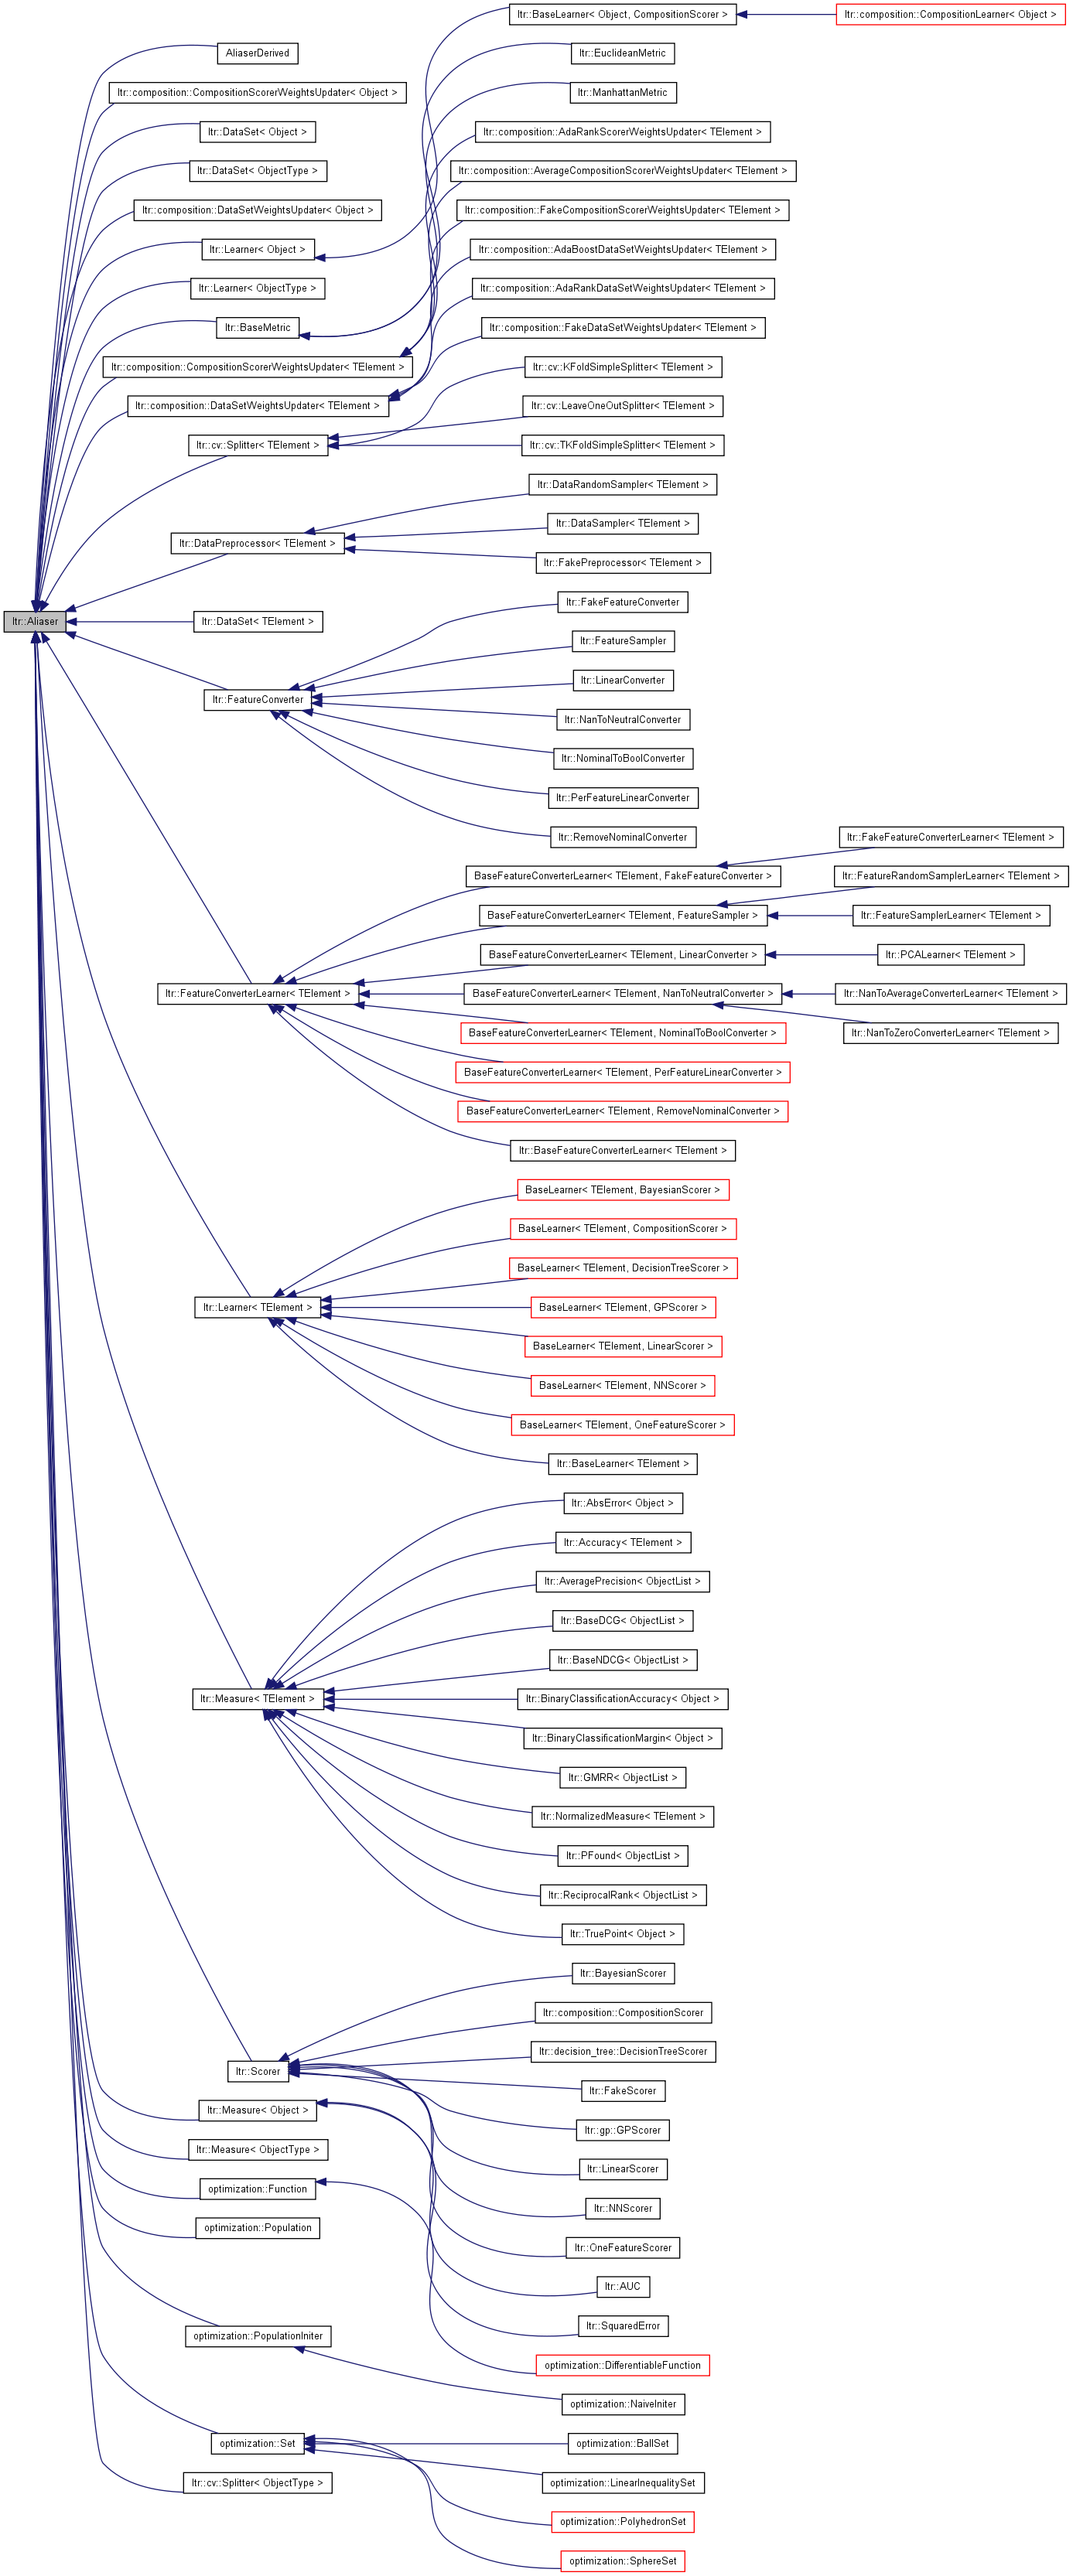 ltr::BaseLearner< Object, CompositionScorer >
ltr::composition::CompositionLearner< Object >
AliaserDerived
ltr::EuclideanMetric
ltr::composition::CompositionScorerWeightsUpdater< Object >
ltr::ManhattanMetric
ltr::DataSet< Object >
ltr::composition::AdaRankScorerWeightsUpdater< TElement >
ltr::DataSet< ObjectType >
ltr::composition::AverageCompositionScorerWeightsUpdater< TElement >
ltr::composition::DataSetWeightsUpdater< Object >
ltr::composition::FakeCompositionScorerWeightsUpdater< TElement >
ltr::Learner< Object >
ltr::composition::AdaBoostDataSetWeightsUpdater< TElement >
ltr::Learner< ObjectType >
ltr::composition::AdaRankDataSetWeightsUpdater< TElement >
ltr::BaseMetric
ltr::composition::FakeDataSetWeightsUpdater< TElement >
ltr::composition::CompositionScorerWeightsUpdater< TElement >
ltr::cv::KFoldSimpleSplitter< TElement >
ltr::composition::DataSetWeightsUpdater< TElement >
ltr::cv::LeaveOneOutSplitter< TElement >
ltr::cv::Splitter< TElement >
ltr::cv::TKFoldSimpleSplitter< TElement >
ltr::DataRandomSampler< TElement >
ltr::DataSampler< TElement >
ltr::DataPreprocessor< TElement >
ltr::FakePreprocessor< TElement >
ltr::FakeFeatureConverter
ltr::Aliaser
ltr::DataSet< TElement >
ltr::FeatureSampler
ltr::LinearConverter
ltr::FeatureConverter
ltr::NanToNeutralConverter
ltr::NominalToBoolConverter
ltr::PerFeatureLinearConverter
ltr::RemoveNominalConverter
ltr::FakeFeatureConverterLearner< TElement >
BaseFeatureConverterLearner< TElement, FakeFeatureConverter >
ltr::FeatureRandomSamplerLearner< TElement >
BaseFeatureConverterLearner< TElement, FeatureSampler >
ltr::FeatureSamplerLearner< TElement >
BaseFeatureConverterLearner< TElement, LinearConverter >
ltr::PCALearner< TElement >
ltr::FeatureConverterLearner< TElement >
BaseFeatureConverterLearner< TElement, NanToNeutralConverter >
ltr::NanToAverageConverterLearner< TElement >
BaseFeatureConverterLearner< TElement, NominalToBoolConverter >
ltr::NanToZeroConverterLearner< TElement >
BaseFeatureConverterLearner< TElement, PerFeatureLinearConverter >
BaseFeatureConverterLearner< TElement, RemoveNominalConverter >
ltr::BaseFeatureConverterLearner< TElement >
BaseLearner< TElement, BayesianScorer >
BaseLearner< TElement, CompositionScorer >
BaseLearner< TElement, DecisionTreeScorer >
ltr::Learner< TElement >
BaseLearner< TElement, GPScorer >
BaseLearner< TElement, LinearScorer >
BaseLearner< TElement, NNScorer >
BaseLearner< TElement, OneFeatureScorer >
ltr::BaseLearner< TElement >
ltr::AbsError< Object >
ltr::Accuracy< TElement >
ltr::AveragePrecision< ObjectList >
ltr::BaseDCG< ObjectList >
ltr::BaseNDCG< ObjectList >
ltr::Measure< TElement >
ltr::BinaryClassificationAccuracy< Object >
ltr::BinaryClassificationMargin< Object >
ltr::GMRR< ObjectList >
ltr::NormalizedMeasure< TElement >
ltr::PFound< ObjectList >
ltr::ReciprocalRank< ObjectList >
ltr::TruePoint< Object >
ltr::BayesianScorer
ltr::composition::CompositionScorer
ltr::decision_tree::DecisionTreeScorer
ltr::Scorer
ltr::FakeScorer
ltr::Measure< Object >
ltr::gp::GPScorer
ltr::Measure< ObjectType >
ltr::LinearScorer
optimization::Function
ltr::NNScorer
optimization::Population
ltr::OneFeatureScorer
ltr::AUC
ltr::SquaredError
optimization::PopulationIniter
optimization::DifferentiableFunction
optimization::NaiveIniter
optimization::Set
optimization::BallSet
ltr::cv::Splitter< ObjectType >
optimization::LinearInequalitySet
optimization::PolyhedronSet
optimization::SphereSet